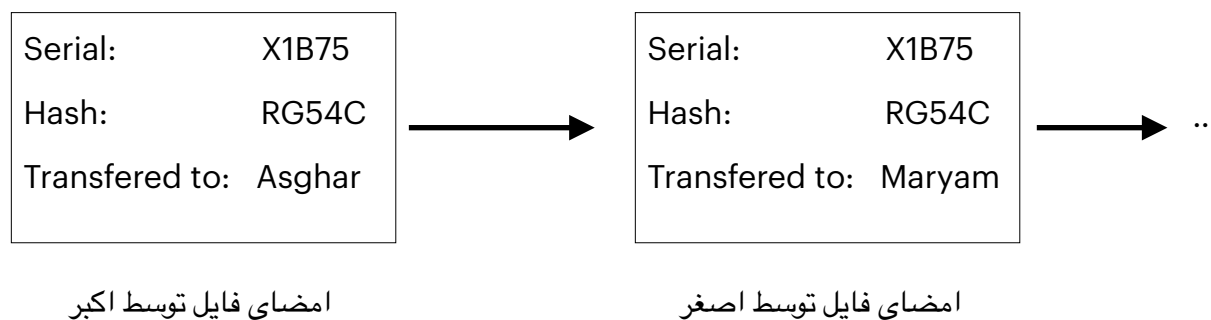 Serial: X1B75
Hash: RG54C
Transfered to: Asghar
امضای فایل توسط اکبر
Serial: X1B75
Hash: RG54C
Transfered to: Maryam
امضای فایل توسط اصغر
..